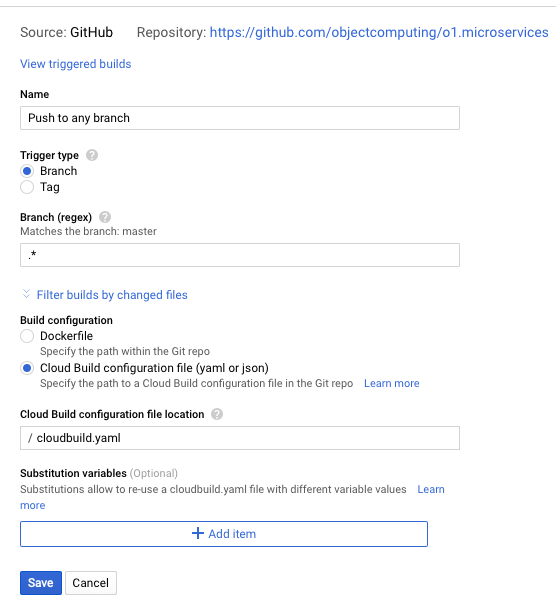 Source: GitHub Repository: https://github.com/objectcomputing/o1.microservices
View triggered builds
Name
Push to any branch
Trigger type ?
Branch
Tag
Branch (regex) ?
Matches the branch: master
.*
Filter builds by changed files
Build configuration
Dockerfile
Specify the path within the Git repo
Cloud Build configuration file (yaml or json)
Specify the path to a Cloud Build configuration file in the Git repo Learn more
Cloud Build configuration file location ?
/ cloudbuild.yaml
Substitution variables (Optional)
Substitutions allow to re-use a cloudbuild.yaml file with different variable values Learn
more
+ Add item
Save Cancel